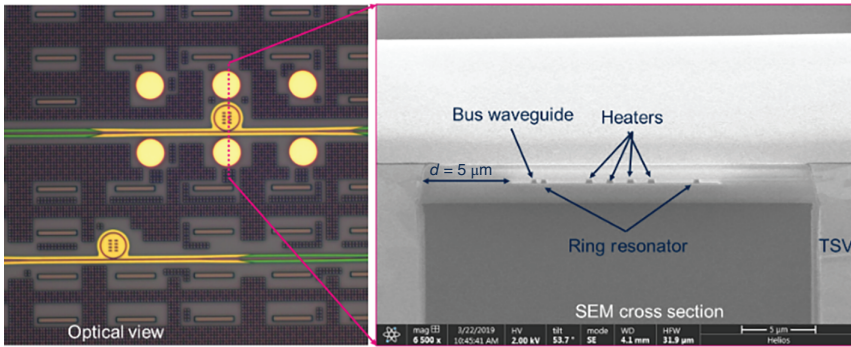 Bus waveguide
Heaters
d = 5 μm
Ring resonator
TSV
SEM cross section
Optical view
mag HV tilt mode WD HFW 5 μm
6 500 x 3/22/2019 2.00 kV 53.7 ° SE 4.1 mm 31.9 μm Helios
10:45:41 AM